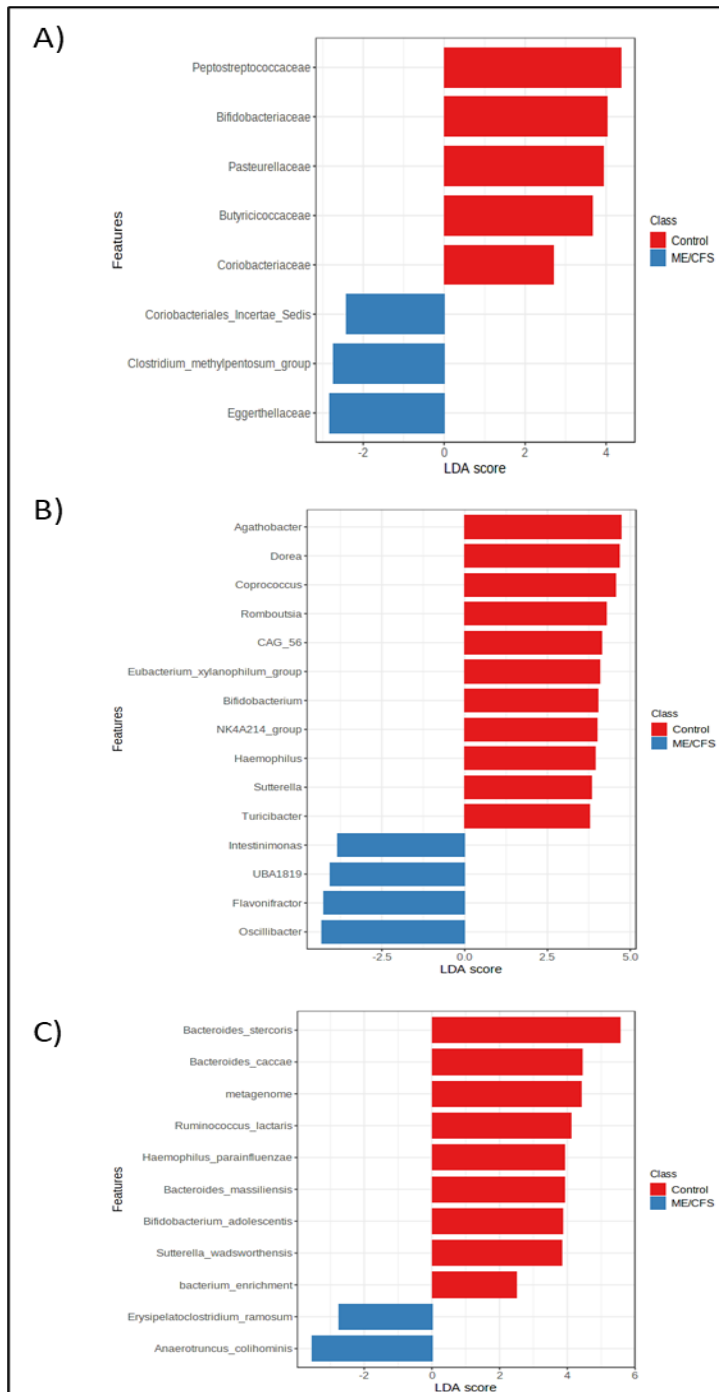 A)
Peptostreptococcaceae
Bifidobacteriaceae
Pasteurellaceae
Butyricicoccaceae
Coriobacteriaceae
Coriobacteriales_Incertae_Sedis
Clostridium_methylpentosum_group
Eggerthellaceae
Features
-2 0 2 4
LDA score
Class
Control
ME/CFS
B)
Agathobacter
Dorea
Coprococcus
Romboutsia
CAG_56
Eubacterium_xylanophilum_group
Bifidobacterium
NK4A214_group
Haemophilus
Sutterella
Turicibacter
Intestinimonas
UBA1819
Flavonifractor
Oscillibacter
Features
-2.5 0.0 2.5 5.0
LDA score
Class
Control
ME/CFS
C)
Bacteroides_stercoris
Bacteroides_caccae
metagenome
Ruminococcus_lactaris
Haemophilus_parainfluenzae
Bacteroides_massiliensis
Bifidobacterium_adolescentis
Sutterella_wadsworthensis
bacterium_enrichment
Erysipelatoclostridium_ramosum
Anaerotruncus_colihominis
Features
-2 0 2 4 6
LDA score
Class
Control
ME/CFS